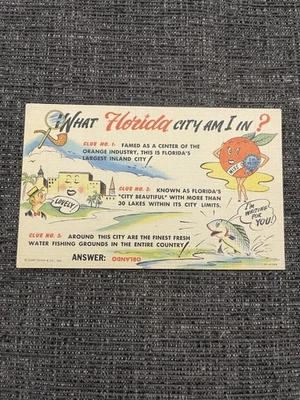 ¿WHAT Florida CITY AM I IN?
CLUE NO. 1- FAMED AS A CENTER OF THE
ORANGE INDUSTRY, THIS IS FLORIDA'S
LARGEST INLAND CITY!
CLUE NO. 2: KNOWN AS FLORIDA'S
"CITY BEAUTIFUL" WITH MORE THAN
30 LAKES WITHIN ITS CITY LIMITS.
LOVELY!
I'M
WAITING
FOR
YOU!
CLUE NO. 3: AROUND THIS CITY ARE THE FINEST FRESH
WATER FISHING GROUNDS IN THE ENTIRE COUNTRY!
ANSWER: ORLANDO